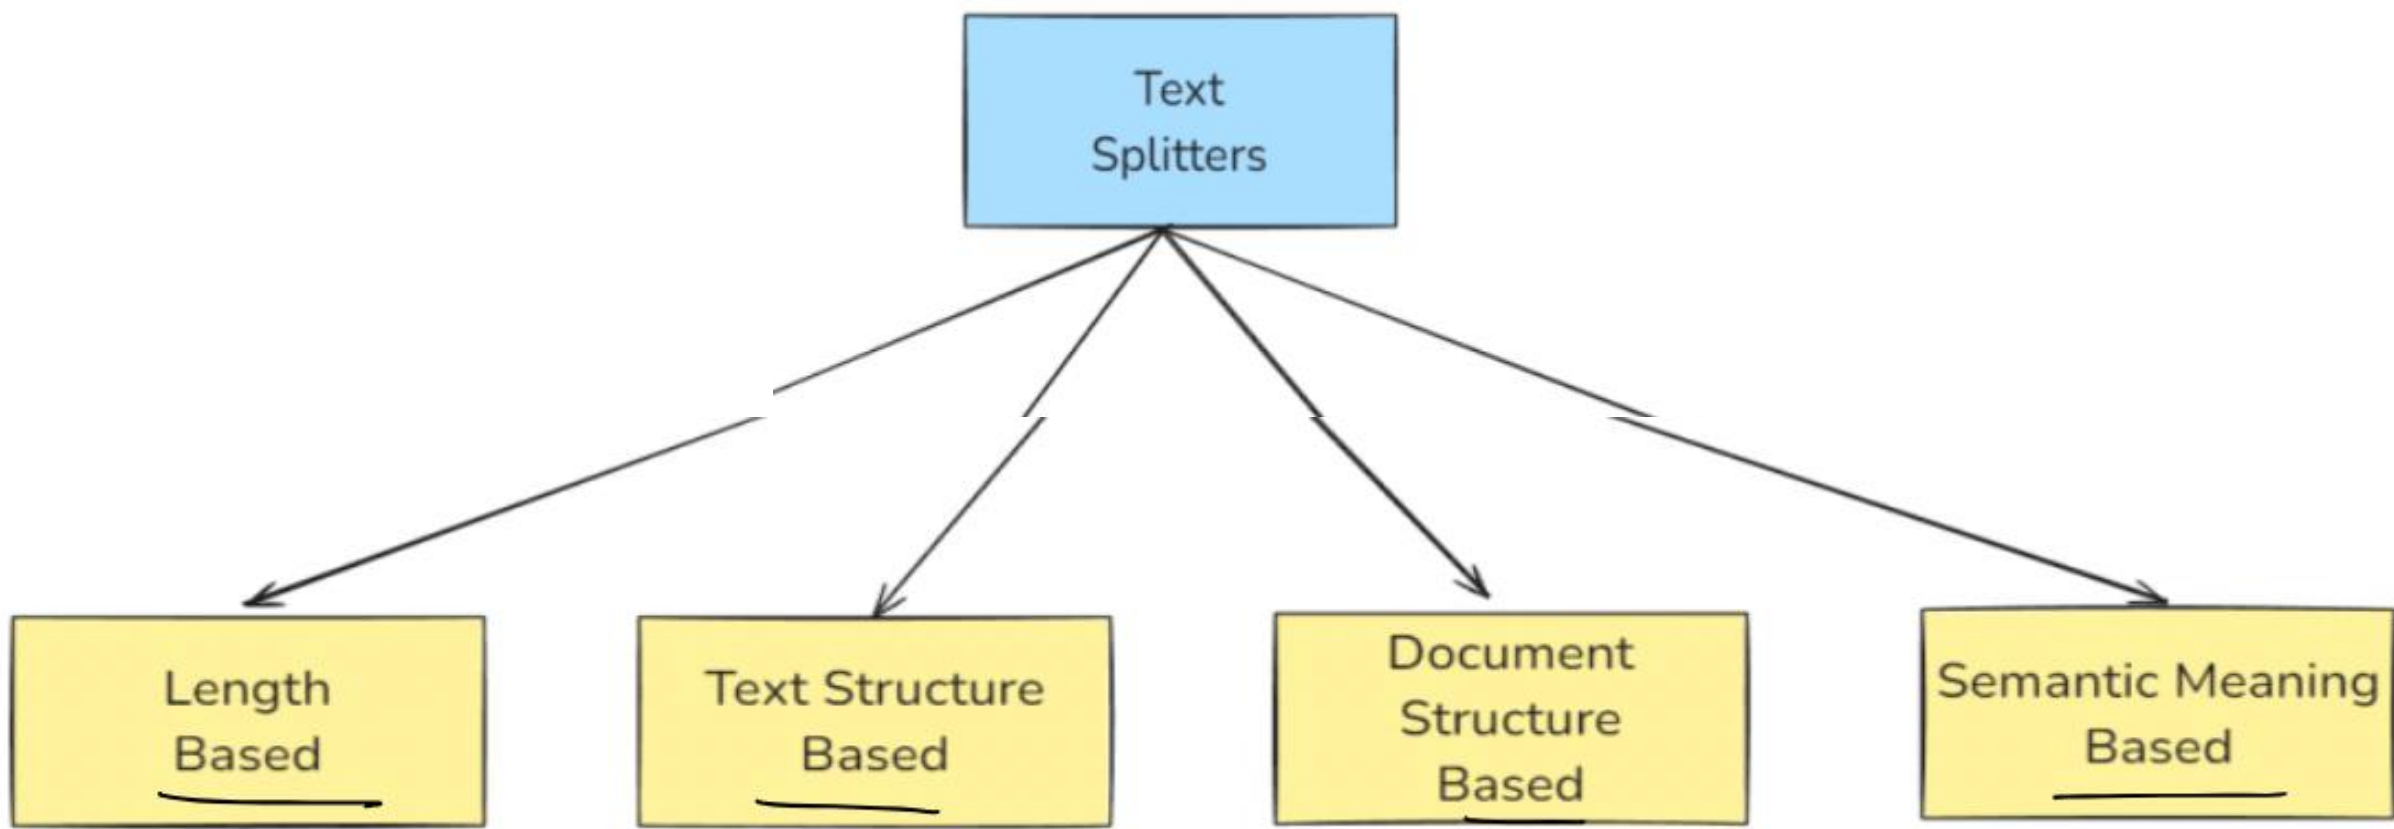 Text
Splitters
Length
Based
Text Structure
Based
Document
Structure
Based
Semantic Meaning
Based